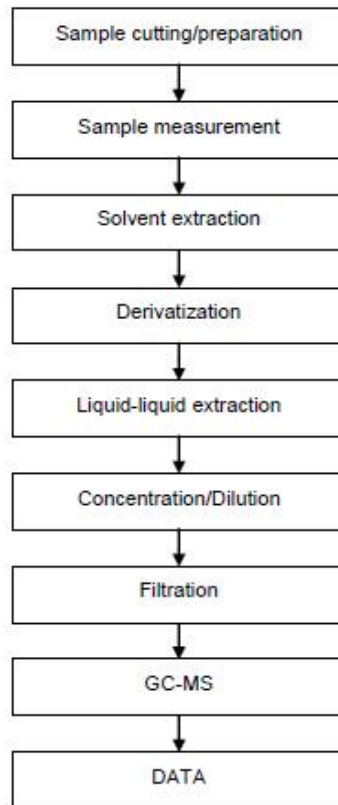 Sample cutting/preparation
Sample measurement
Solvent extraction
Derivatization
Liquid-liquid extraction
Concentration/Dilution
Filtration
GC-MS
DATA